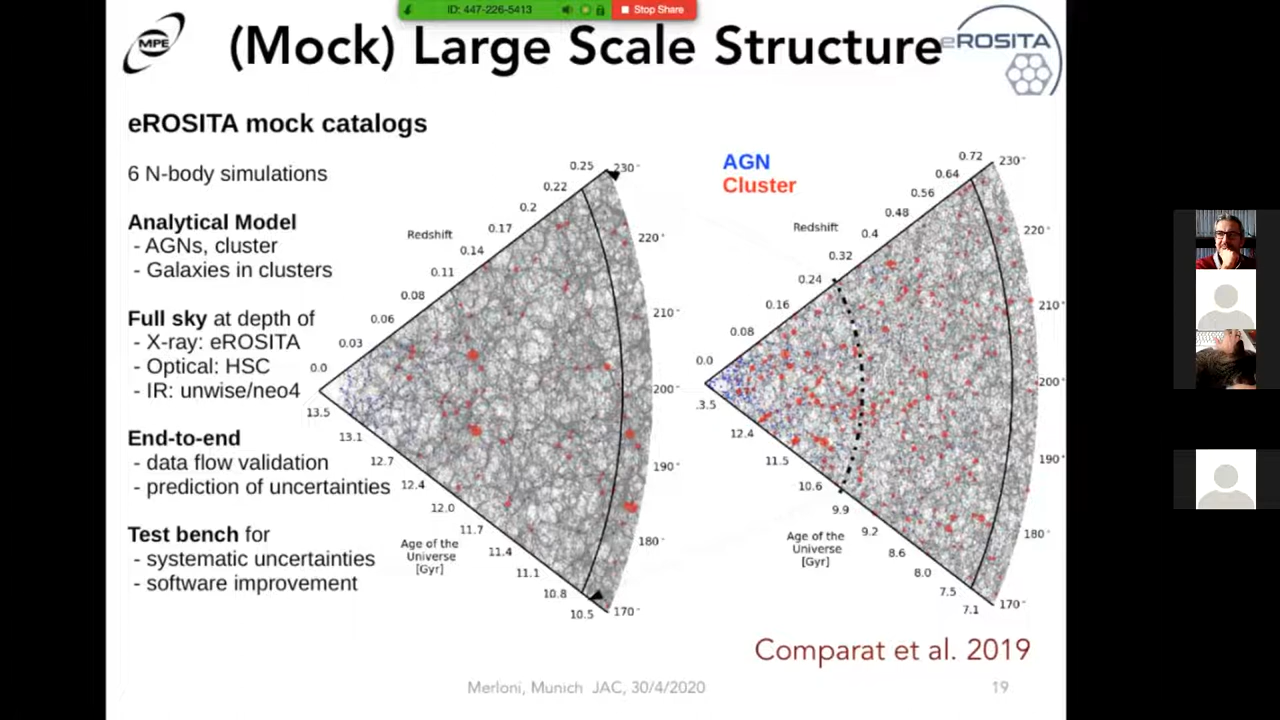 ID: 447-226-5413
Stop Share
MPE
(Mock) Large Scale Structure
eROSITA
eROSITA mock catalogs
6 N-body simulations
Analytical Model
- AGNs, cluster
- Galaxies in clusters
Full sky at depth of
- X-ray: eROSITA
- Optical: HSC
- IR: unwise/neo4
End-to-end
- data flow validation
- prediction of uncertainties
Test bench for
- systematic uncertainties
- software improvement
Redshift
0.0
0.03
0.06
0.08
0.11
0.14
0.17
0.2
0.22
0.25
230°
220°
210°
200°
190°
180°
170°
13.5
13.1
12.7
12.4
12.0
11.7
11.4
11.1
10.8
10.5
Age of the
Universe
[Gyr]
AGN
Cluster
Redshift
0.0
0.08
0.16
0.24
0.32
0.4
0.48
0.56
0.64
0.72
230°
220°
210°
200°
190°
180°
170°
.3.5
12.4
11.5
10.6
9.9
9.2
8.6
8.0
7.5
7.1
Age of the
Universe
[Gyr]
Comparat et al. 2019
Merloni, Munich JAC, 30/4/2020
19